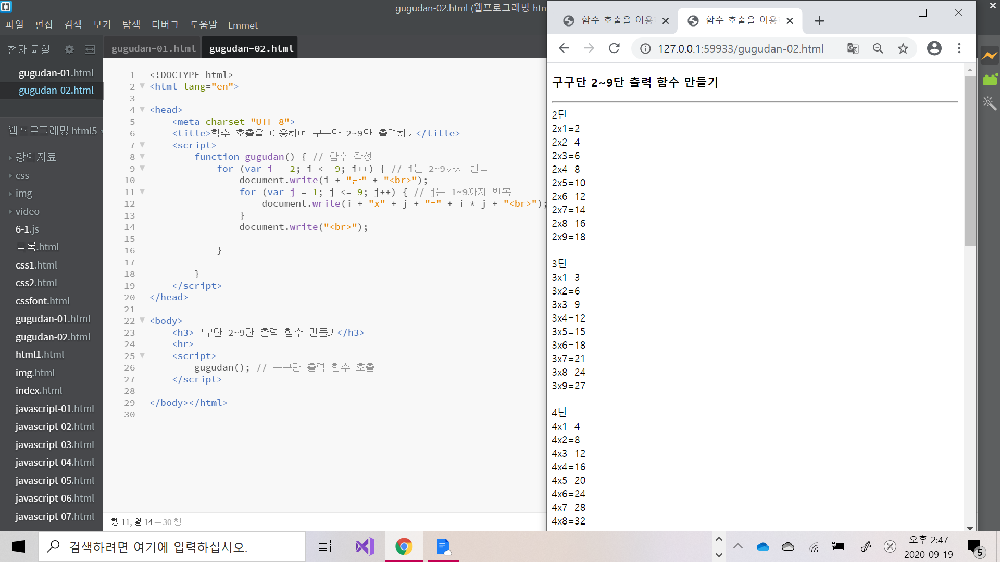 gugudan-02.html (웹프로그래밍 htm
파일 편집 검색 보기 탐색 디버그 도움말 Emmet
현재 파일
gugudan-01.html
gugudan-02.html
웹프로그래밍 html5
강의자료
css
img
video
6-1.js
목록.html
css1.html
css2.html
cssfont.html
gugudan-01.html
gugudan-02.html
html1.html
img.html
index.html
javascript-01.html
javascript-02.html
javascript-03.html
javascript-04.html
javascript-05.html
javascript-06.html
javascript-07.html
gugudan-01.html gugudan-02.html
1 <!DOCTYPE html>
2 <html lang="en">
3
4 <head>
5 <meta charset="UTF-8">
6 <title>함수 호출을 이용하여 구구단 2~9단 출력하기</title>
7 <script>
8 function gugudan() { // 함수 작성
9 for (var i = 2; i <= 9; i++) { // i는 2~9까지 반복
10 document.write(i + "단" + "<br>");
11 for (var j = 1; j <= 9; j++) { // j는 1~9까지 반복
12 document.write(i + "x" + j + "=" + i * j + "<br>");
13 }
14 document.write("<br>");
15
16 }
17
18 }
19 </script>
20 </head>
21
22 <body>
23 <h3>구구단 2~9단 출력 함수 만들기</h3>
24 <hr>
25 <script>
26 gugudan(); // 구구단 출력 함수 호출
27 </script>
28
29 </body></html>
30
행 11, 열 14 — 30 행
함수 호출을 이용 함수 호출을 이용
127.0.0.1:59933/gugudan-02.html
구구단 2~9단 출력 함수 만들기
2단
2x1=2
2x2=4
2x3=6
2x4=8
2x5=10
2x6=12
2x7=14
2x8=16
2x9=18
3단
3x1=3
3x2=6
3x3=9
3x4=12
3x5=15
3x6=18
3x7=21
3x8=24
3x9=27
4단
4x1=4
4x2=8
4x3=12
4x4=16
4x5=20
4x6=24
4x7=28
4x8=32
검색하려면 여기에 입력하십시오.
오후 2:47
2020-09-19
5